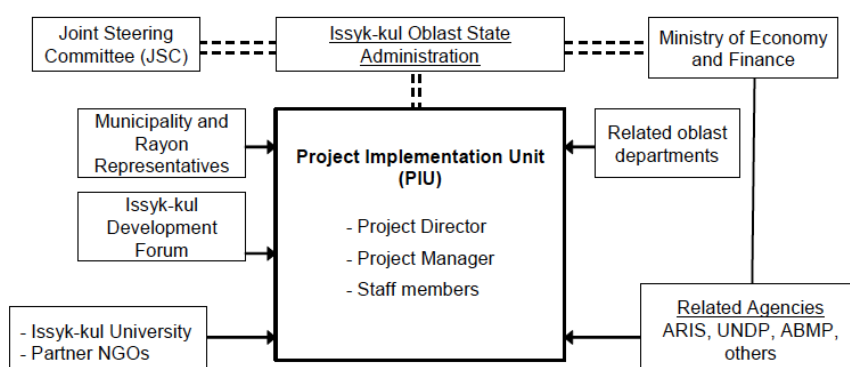 Joint Steering
Committee (JSC)
Issyk-kul Oblast State
Administration
Ministry of Economy
and Finance
Municipality and
Rayon
Representatives
Project Implementation Unit
(PIU)
- Project Director
- Project Manager
- Staff members
Related oblast
departments
Issyk-kul
Development
Forum
- Issyk-kul University
- Partner NGOs
Related Agencies
ARIS, UNDP, ABMP,
others